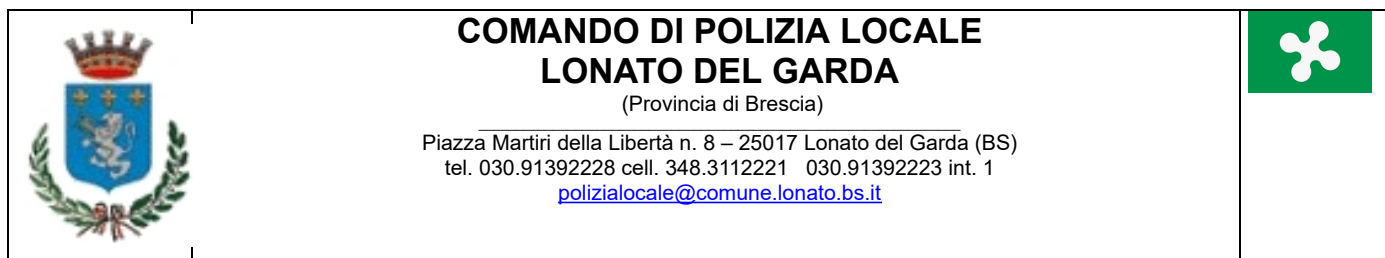 COMANDO DI POLIZIA LOCALE
LONATO DEL GARDA
(Provincia di Brescia)
Piazza Martiri della Libertà n. 8 – 25017 Lonato del Garda (BS)
tel. 030.91392228 cell. 348.3112221 030.91392223 int. 1
polizialocale@comune.lonato.bs.it